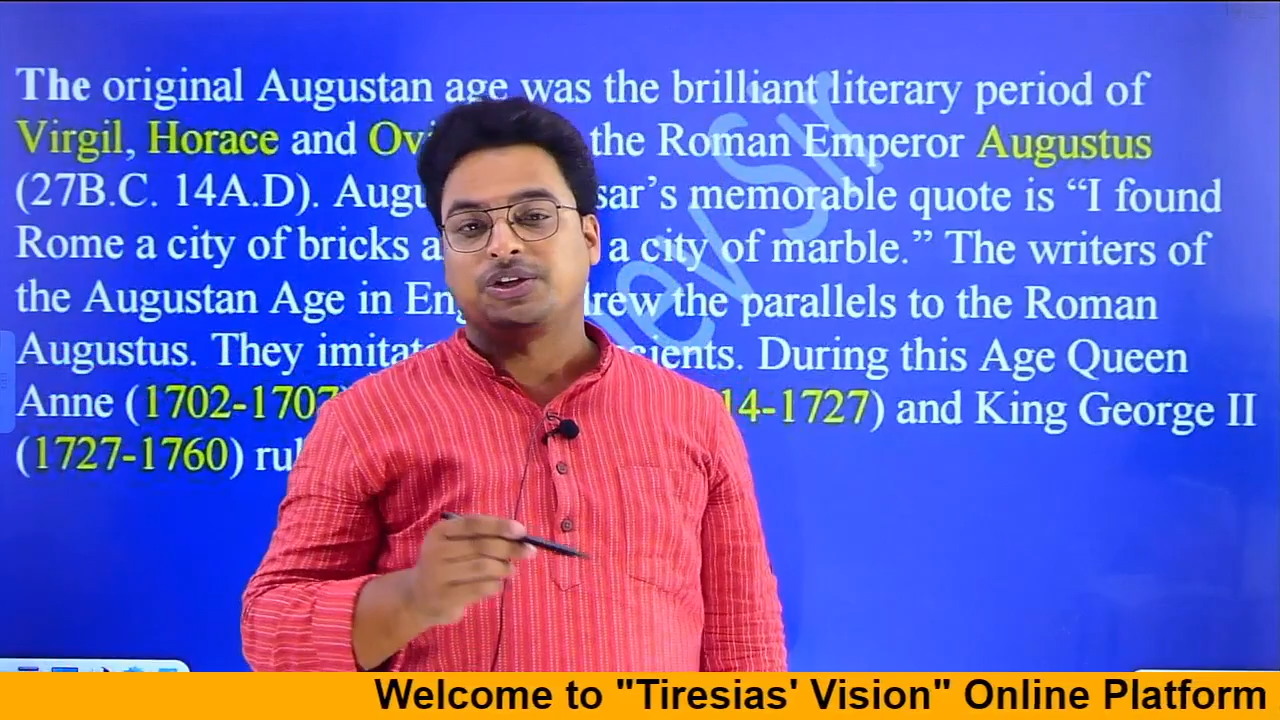 The original Augustan age was the brilliant literary period of
Virgil, Horace and the Roman Emperor Augustus
(27B.C. 14A.D). memorable quote is “I found
Rome a city of bricks a city of marble.” The writers of
the Augustan Age in drew the parallels to the Roman
Augustus. They During this Age Queen
Anne (1702-1707 14-1727) and King George II
(1727-1760)
Sir
Welcome to "Tiresias' Vision" Online Platform